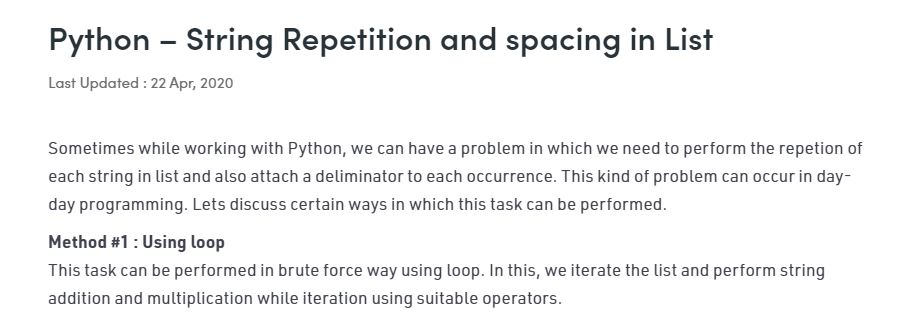 Python – String Repetition and spacing in List
Last Updated : 22 Apr, 2020
Sometimes while working with Python, we can have a problem in which we need to perform the repetion of
each string in list and also attach a deliminator to each occurrence. This kind of problem can occur in day-
day programming. Lets discuss certain ways in which this task can be performed.
Method #1 : Using loop
This task can be performed in brute force way using loop. In this, we iterate the list and perform string
addition and multiplication while iteration using suitable operators.